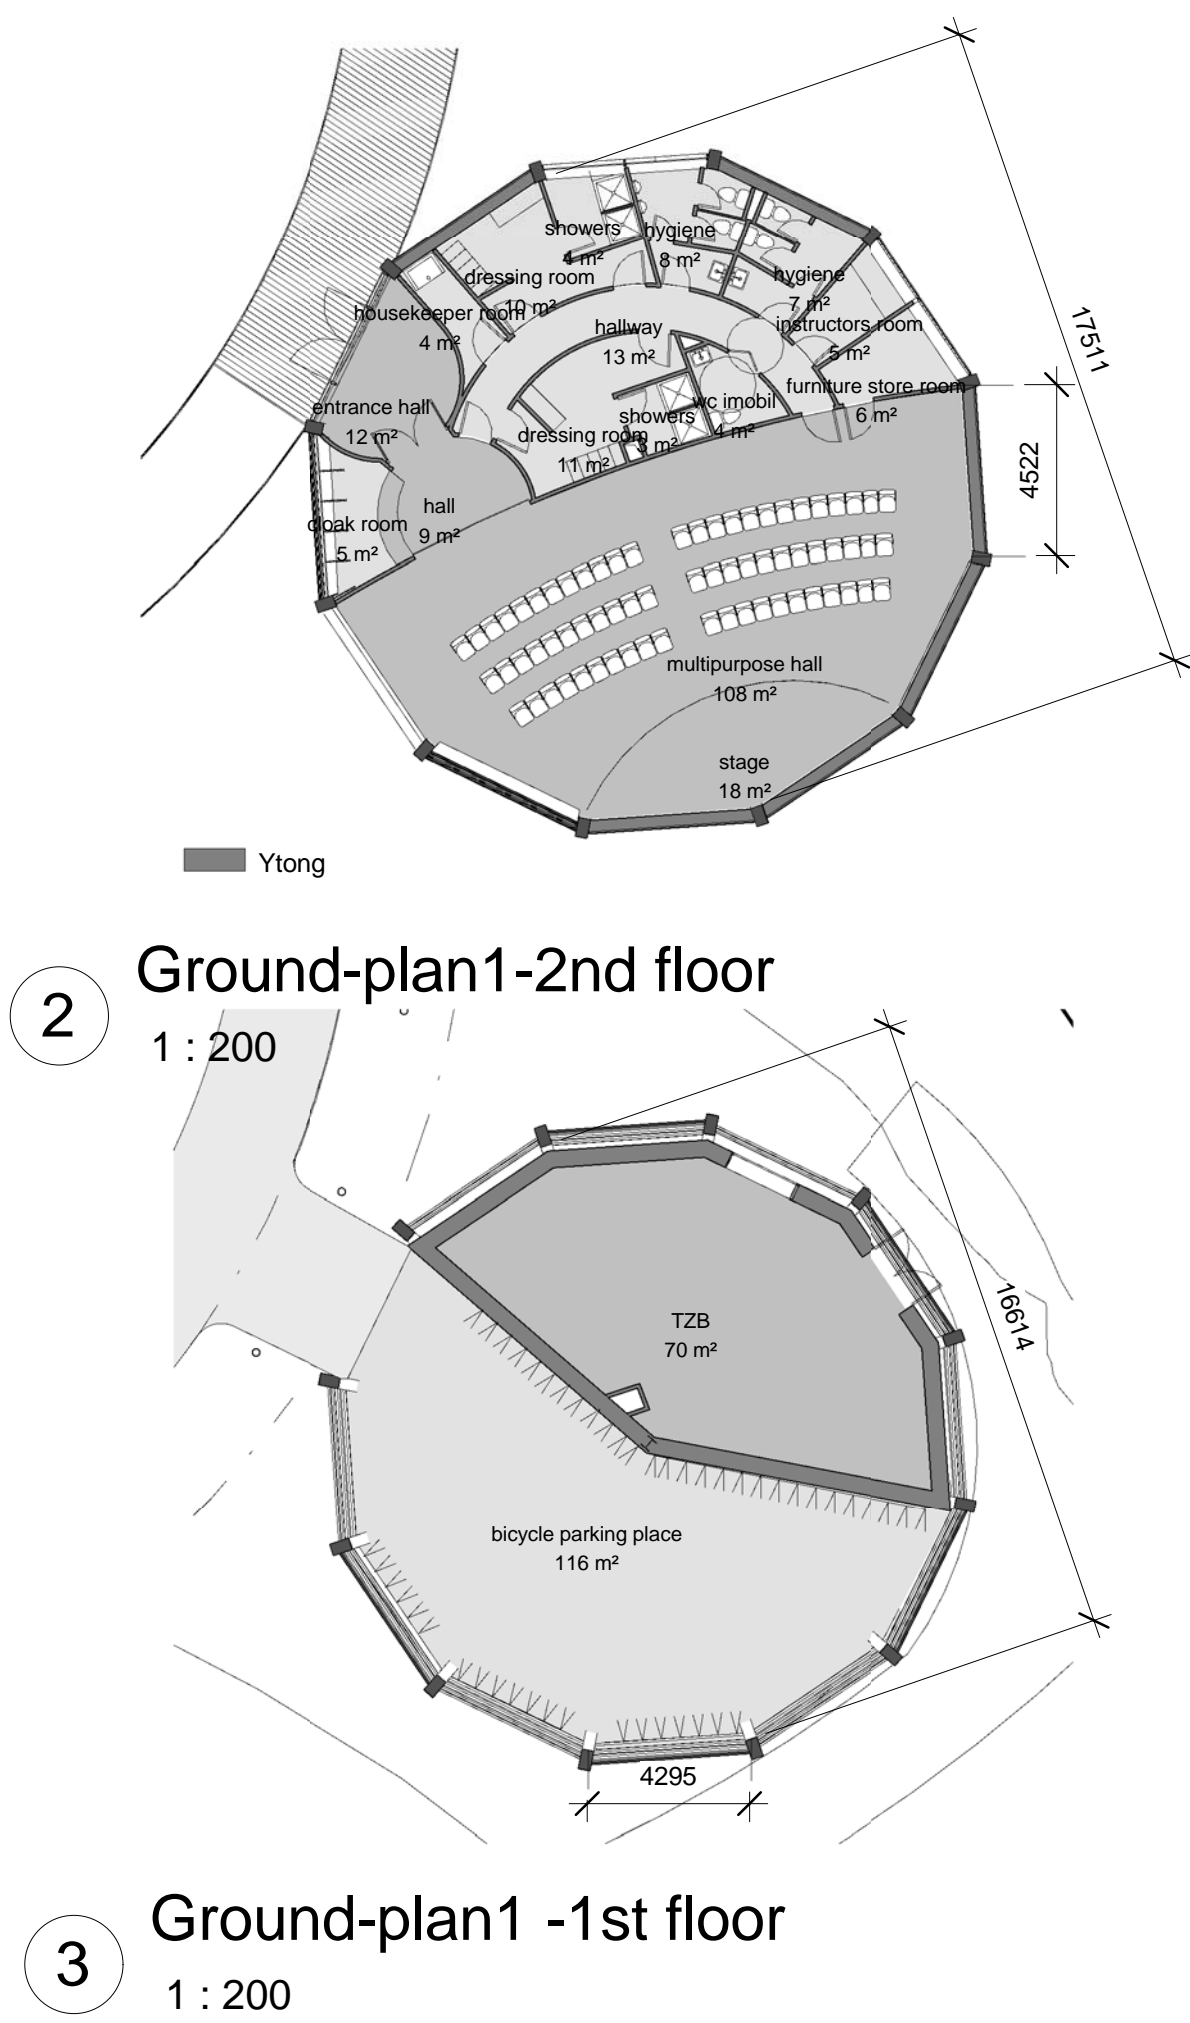 showers
4 m²
hygiene
8 m²
dressing room
10 m²
hygiene
7 m²
housekeeper room
4 m²
hallway
13 m²
instructors room
5 m²
17511
entrance hall
12 m²
wc imobil
4 m²
furniture store room
6 m²
showers
3 m²
dressing room
11 m²
4522
hall
9 m²
cloak room
5 m²
multipurpose hall
108 m²
stage
18 m²
Ytong
2
Ground-plan1-2nd floor
1 : 200
TZB
70 m²
16614
bicycle parking place
116 m²
4295
3
Ground-plan1 -1st floor
1 : 200